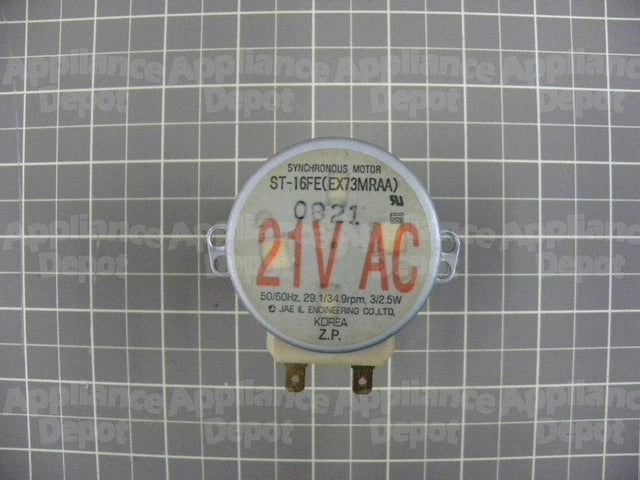 Appliance Depot Appliance Depot Appliance Depot Appliance Depot
SYNCHRONOUS MOTOR
ST-16FE(EX73MRAA)
0821
21V AC
Appliance Depot Appliance Depot
50/60Hz, 29.1/34.9rpm, 3/2.5W
JAE IL ENGINEERING CO.,LTD.
KOREA
Z.P.
Appliance Depot Appliance Depot Appliance Depot Appliance Depot